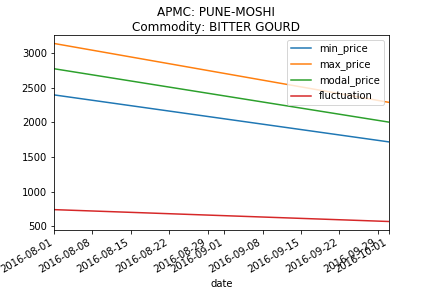 APMC: PUNE-MOSHI
Commodity: BITTER GOURD
min_price
max_price
modal_price
fluctuation
3000
2500
2000
1500
1000
500
2016-08-01
2016-08-08
2016-08-15
2016-08-22
2016-08-29
2016-09-01
2016-09-08
2016-09-15
2016-09-22
2016-09-29
2016-10-01
date